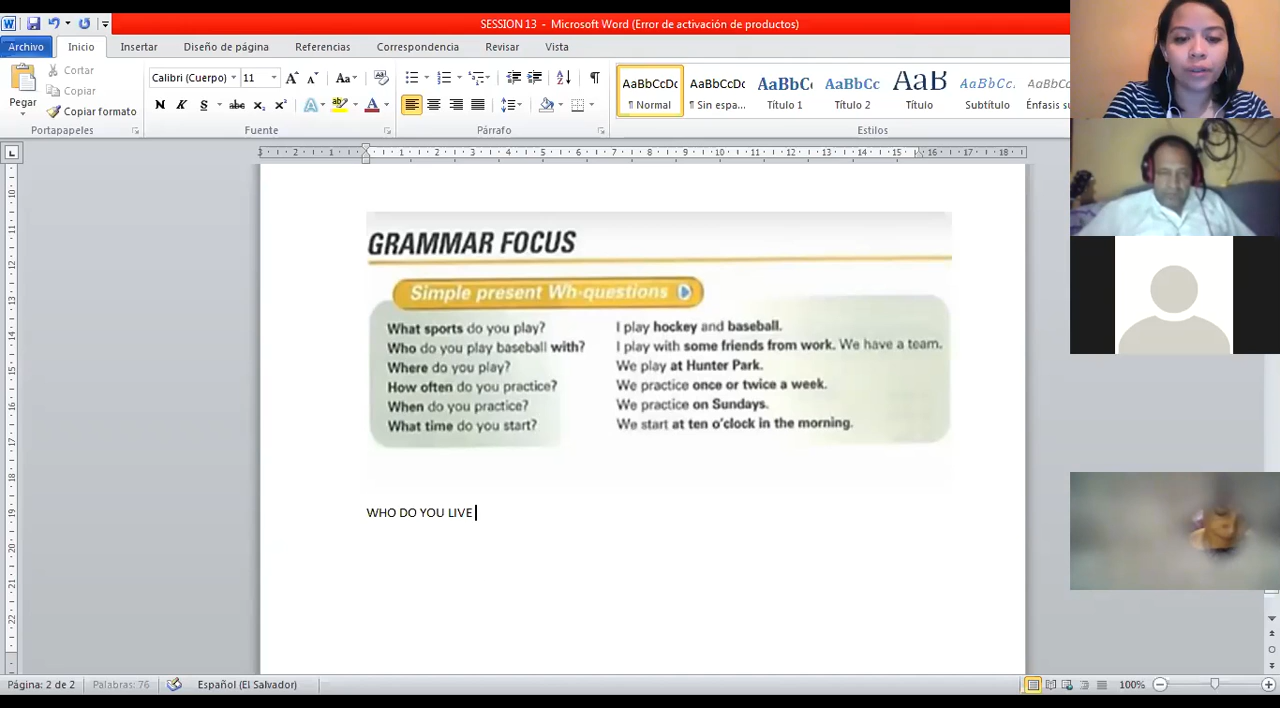 SESSION 13 - Microsoft Word (Error de activación de productos)
Archivo Inicio Insertar Diseño de página Referencias Correspondencia Revisar Vista
Pegar
Cortar
Copiar
Copiar formato
Portapapeles
Calibri (Cuerpo) 11
Fuente
Párrafo
AaBbCcDc AaBbCcDc AaBbC AaBbCc AaB AaBbCc. AaBbCcDc
¶ Normal ¶ Sin espa... Título 1 Título 2 Título Subtítulo Énfasis su
Estilos
GRAMMAR FOCUS
Simple present Wh-questions
What sports do you play? I play hockey and baseball.
Who do you play baseball with? I play with some friends from work. We have a team.
Where do you play? We play at Hunter Park.
How often do you practice? We practice once or twice a week.
When do you practice? We practice on Sundays.
What time do you start? We start at ten o'clock in the morning.
WHO DO YOU LIVE
Página: 2 de 2 Palabras: 76 Español (El Salvador) 100%